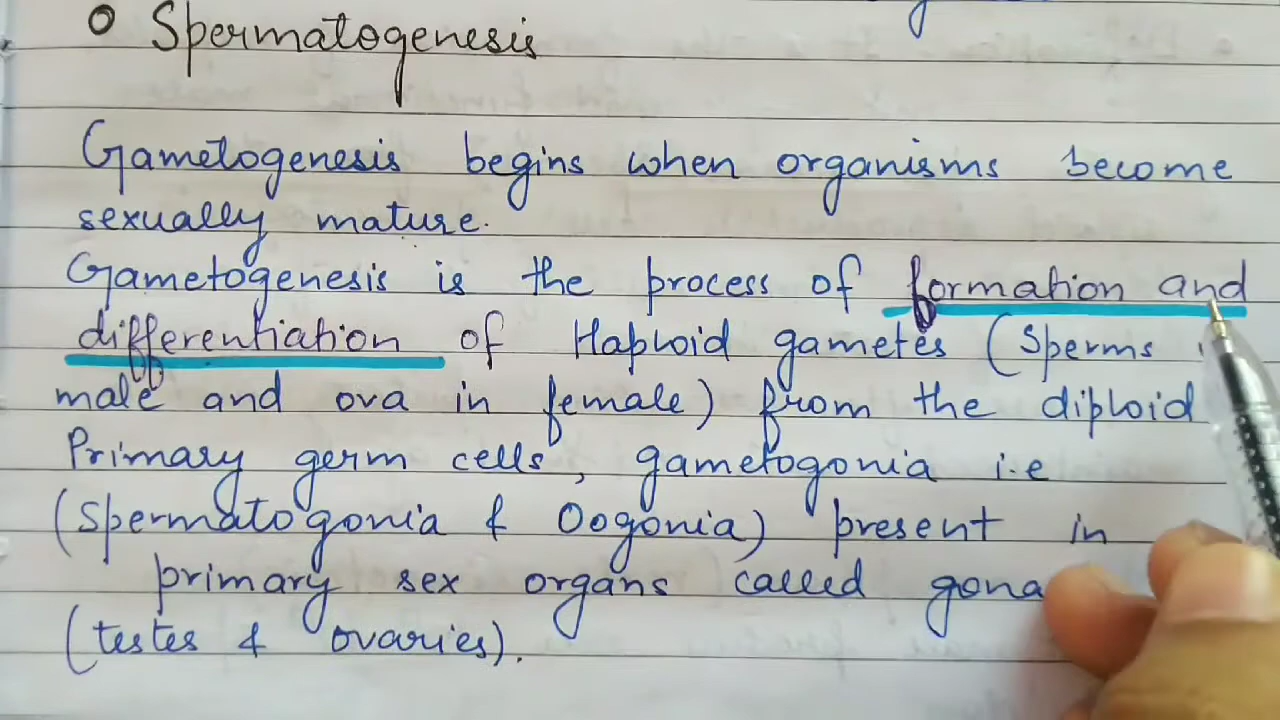 Spermatogenesis
Gametogenesis begins when organisms become
sexually mature.
Gametogenesis is the process of formation and
differentiation of Haploid gametes (Sperms
male and ova in female) from the diploid
Primary germ cells, gametogonia i.e
(Spermatogonia & Oogonia) present in
primary sex organs called gona
(testes & ovaries).